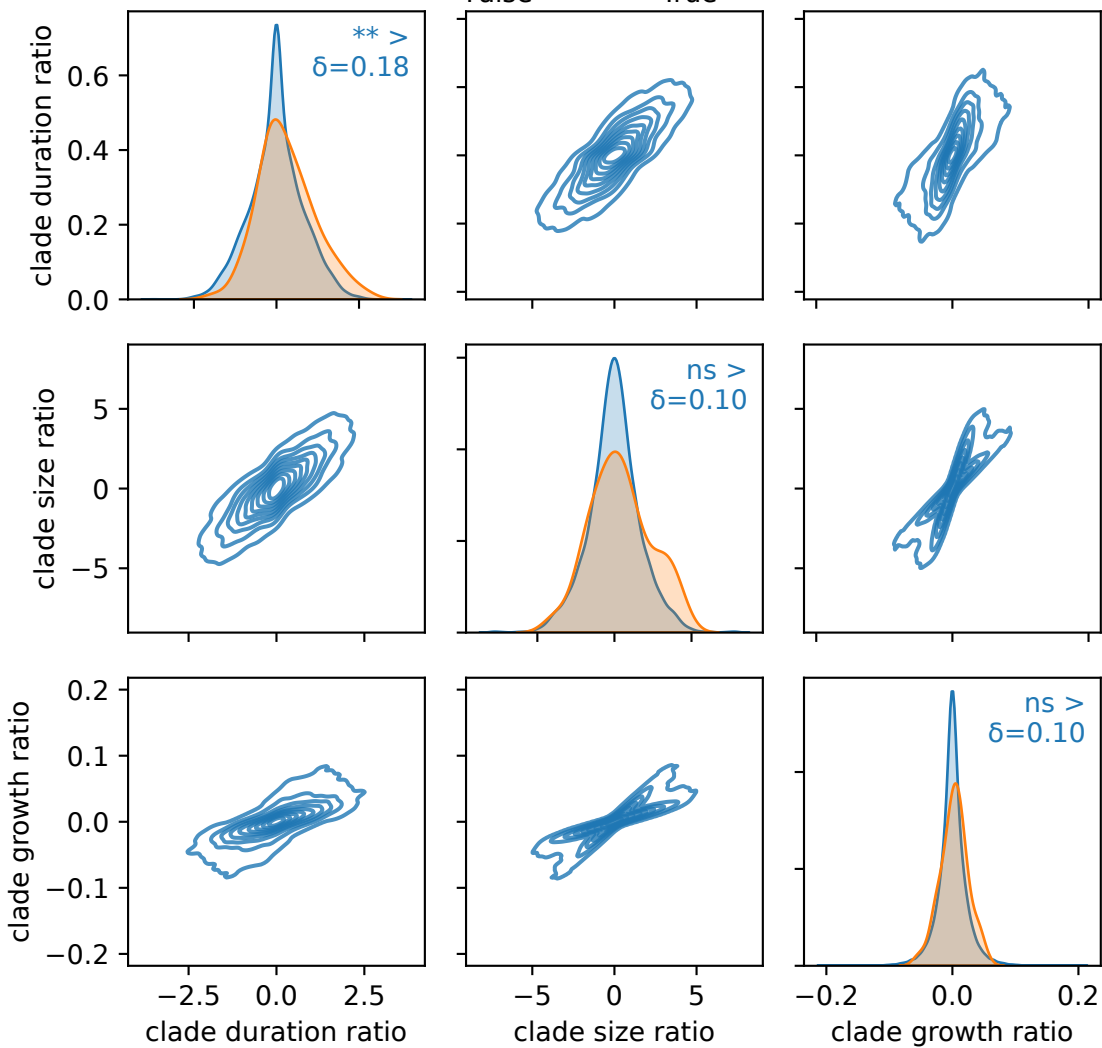 True
** >
δ=0.18
clade duration ratio
0.6
0.4
0.2
0.0
ns >
δ=0.10
clade size ratio
5
0
−5
ns >
δ=0.10
clade growth ratio
0.2
0.1
0.0
−0.1
−0.2
−2.5 0.0 2.5
−5 0 5
−0.2 0.0 0.2
clade duration ratio
clade size ratio
clade growth ratio